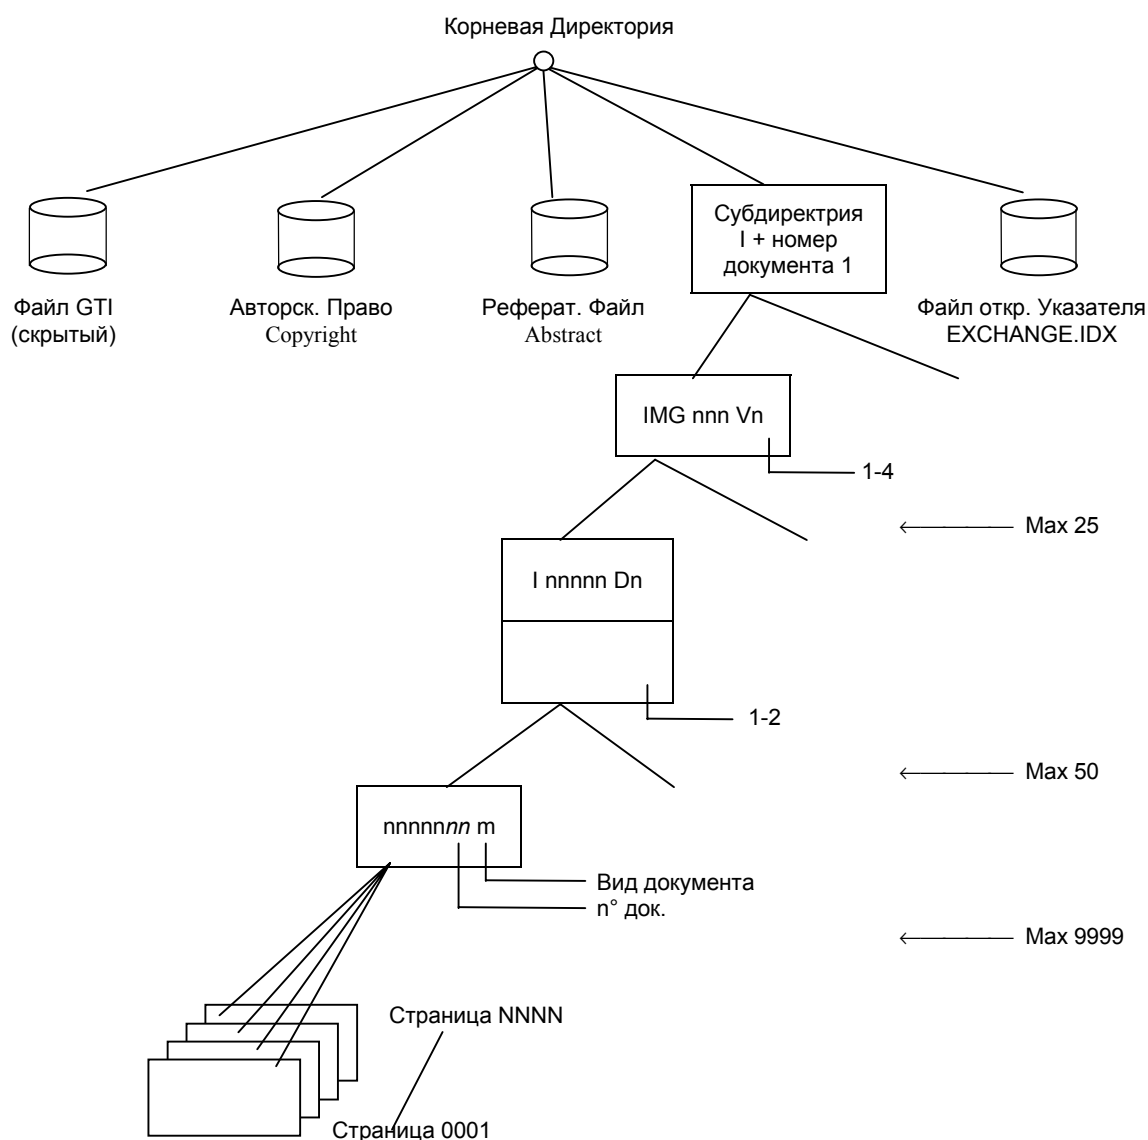 Корневая Директория
Субдиректрия
I + номер
документа 1
Файл GTI
(скрытый)
Авторск. Право
Copyright
Реферат. Файл
Abstract
Файл откр. Указателя
EXCHANGE.IDX
IMG nnn Vn
1-4
Max 25
I nnnnn Dn
1-2
Max 50
nnnnnnn m
Вид документа
n° док.
Max 9999
Страница NNNN
Страница 0001